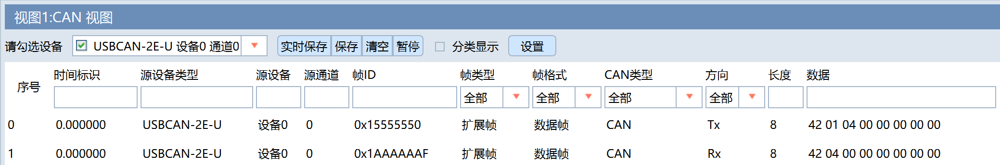 视图1:CAN 视图
请勾选设备 USBCAN-2E-U 设备0 通道0 实时保存 保存 清空 暂停 分类显示 设置
序号 时间标识 源设备类型 源设备 源通道 帧ID 帧类型 帧格式 CAN类型 方向 长度 数据
全部 全部 全部 全部
0 0.000000 USBCAN-2E-U 设备0 0 0x15555550 扩展帧 数据帧 CAN Tx 8 42 01 04 00 00 00 00 00
1 0.000000 USBCAN-2E-U 设备0 0 0x1AAAAAAF 扩展帧 数据帧 CAN Rx 8 42 04 00 00 00 00 00 00